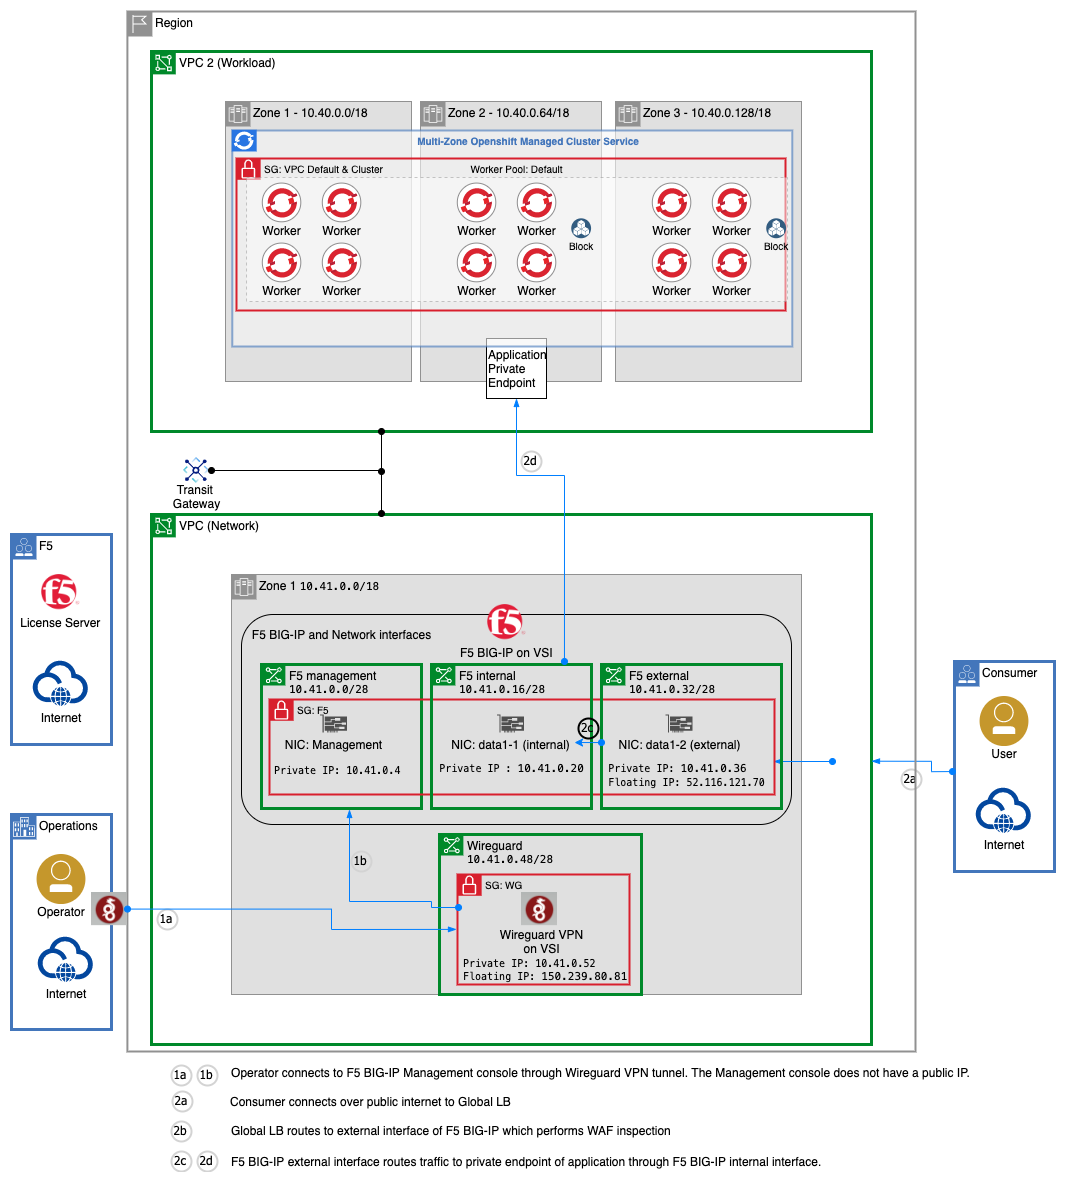 Region
VPC 2 (Workload)
Zone 1 - 10.40.0.0/18
Zone 2 - 10.40.0.64/18
Zone 3 - 10.40.0.128/18
Multi-Zone Openshift Managed Cluster Service
SG: VPC Default & Cluster
Worker Pool: Default
Worker
Worker
Worker
Worker
Worker
Worker
Block
Block
Worker
Worker
Worker
Worker
Worker
Worker
Application
Private
Endpoint
2d
Transit
Gateway
VPC (Network)
F5
f5
License Server
Internet
Zone 1 10.41.0.0/18
f5
F5 BIG-IP and Network interfaces
F5 BIG-IP on VSI
F5 management
10.41.0.0/28
F5 internal
10.41.0.16/28
F5 external
10.41.0.32/28
SG: F5
NIC: Management
Private IP: 10.41.0.4
NIC: data1-1 (internal)
Private IP : 10.41.0.20
2c
NIC: data1-2 (external)
Private IP: 10.41.0.36
Floating IP: 52.116.121.70
2a
Consumer
User
Internet
Operations
Operator
Internet
1a
1b
Wireguard
10.41.0.48/28
SG: WG
Wireguard VPN
on VSI
Private IP: 10.41.0.52
Floating IP: 150.239.80.81
1a 1b Operator connects to F5 BIG-IP Management console through Wireguard VPN tunnel. The Management console does not have a public IP.
2a Consumer connects over public internet to Global LB
2b Global LB routes to external interface of F5 BIG-IP which performs WAF inspection
2c 2d F5 BIG-IP external interface routes traffic to private endpoint of application through F5 BIG-IP internal interface.